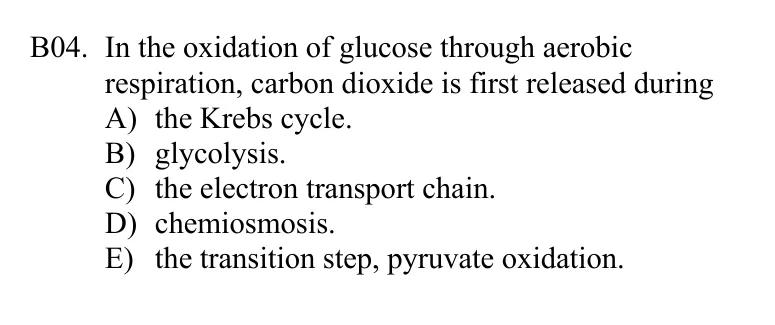 B04. In the oxidation of glucose through aerobic
respiration, carbon dioxide is first released during
A) the Krebs cycle.
B) glycolysis.
C) the electron transport chain.
D) chemiosmosis.
E) the transition step, pyruvate oxidation.